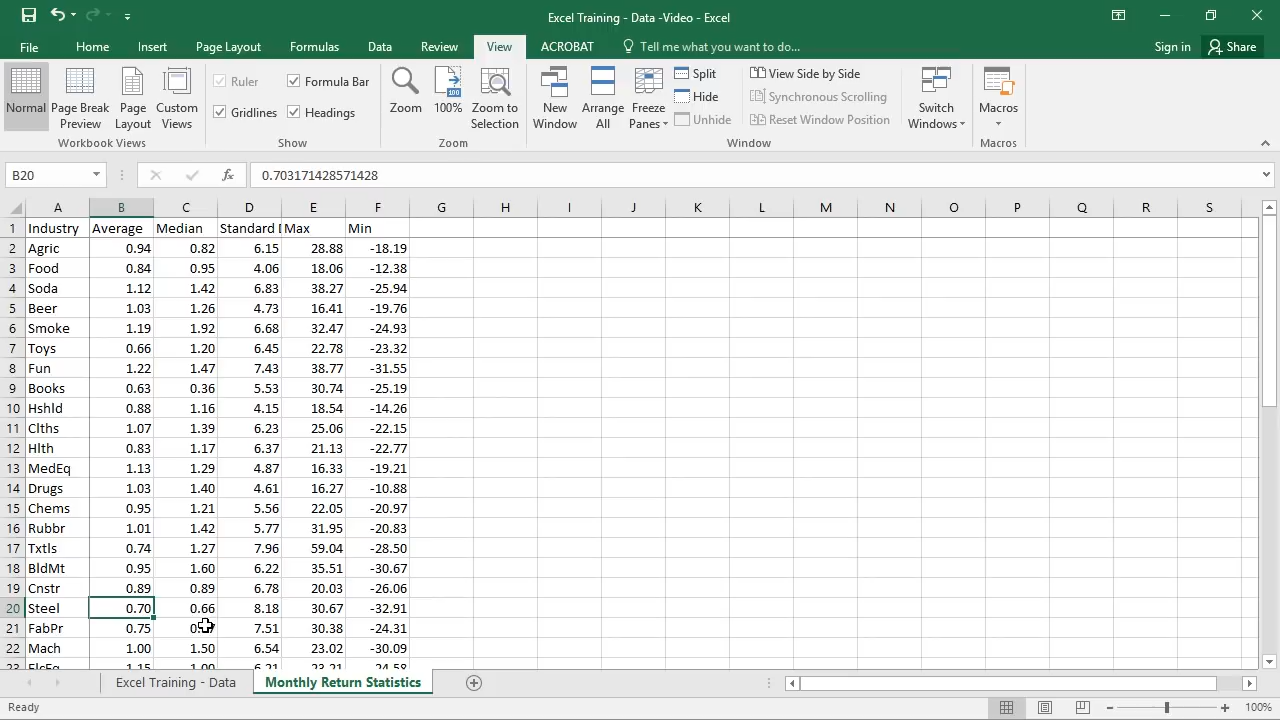 Excel Training - Data -Video - Excel
File Home Insert Page Layout Formulas Data Review View ACROBAT Tell me what you want to do... Sign in Share
Normal Page Break Preview Page Layout Custom Views
Workbook Views
Ruler Formula Bar
Gridlines Headings
Show
Zoom 100% Zoom to Selection
Zoom
New Window Arrange All Freeze Panes
Split
Hide
Unhide
View Side by Side
Synchronous Scrolling
Reset Window Position
Window
Switch Windows
Macros
Macros
B20 fx 0.703171428571428
A B C D E F G H I J K L M N O P Q R S
1 Industry Average Median Standard Max Min
2 Agric 0.94 0.82 6.15 28.88 -18.19
3 Food 0.84 0.95 4.06 18.06 -12.38
4 Soda 1.12 1.42 6.83 38.27 -25.94
5 Beer 1.03 1.26 4.73 16.41 -19.76
6 Smoke 1.19 1.92 6.68 32.47 -24.93
7 Toys 0.66 1.20 6.45 22.78 -23.32
8 Fun 1.22 1.47 7.43 38.77 -31.55
9 Books 0.63 0.36 5.53 30.74 -25.19
10 Hshld 0.88 1.16 4.15 18.54 -14.26
11 Clths 1.07 1.39 6.23 25.06 -22.15
12 Hlth 0.83 1.17 6.37 21.13 -22.77
13 MedEq 1.13 1.29 4.87 16.33 -19.21
14 Drugs 1.03 1.40 4.61 16.27 -10.88
15 Chems 0.95 1.21 5.56 22.05 -20.97
16 Rubbr 1.01 1.42 5.77 31.95 -20.83
17 Txtls 0.74 1.27 7.96 59.04 -28.50
18 BldMt 0.95 1.60 6.22 35.51 -30.67
19 Cnstr 0.89 0.89 6.78 20.03 -26.06
20 Steel 0.70 0.66 8.18 30.67 -32.91
21 FabPr 0.75 7.51 30.38 -24.31
22 Mach 1.00 1.50 6.54 23.02 -30.09
23 ElcEq 1.15 1.00 6.21 23.21 -24.58
Excel Training - Data Monthly Return Statistics
Ready 100%